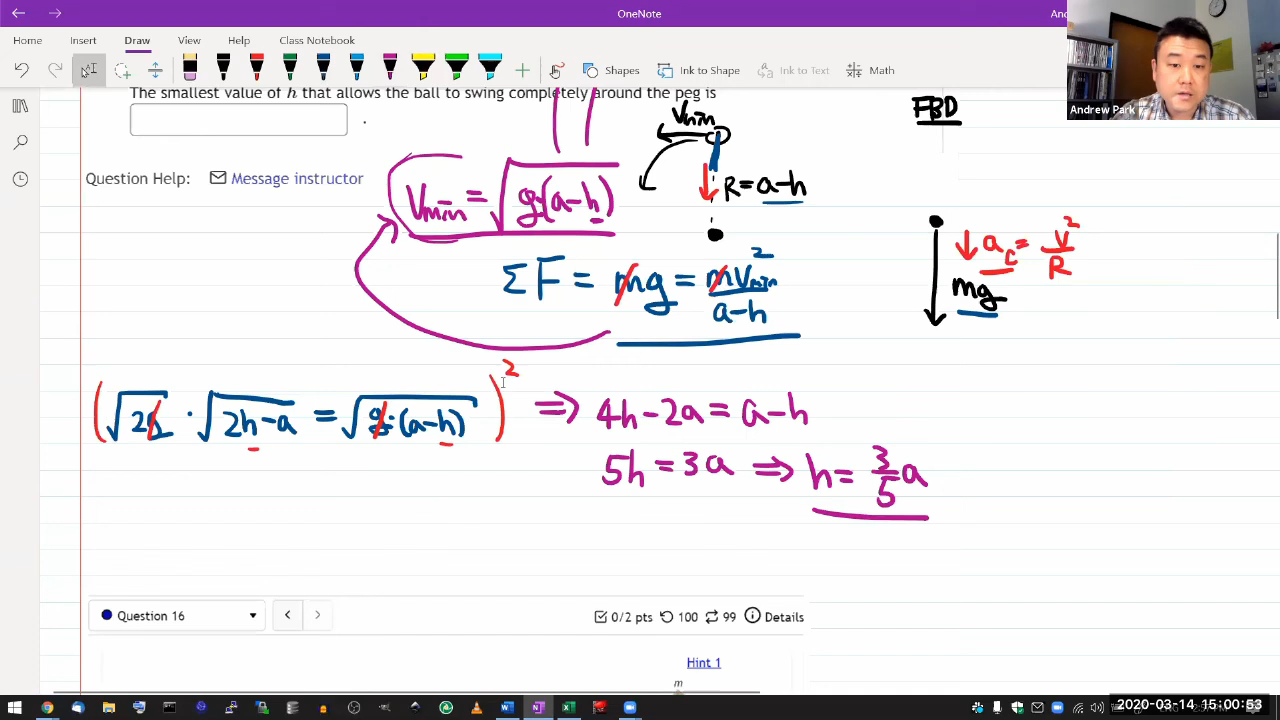 OneNote
And
Home Insert Draw View Help Class Notebook
Shapes Ink to Shape Ink to Text Math
The smallest value of h that allows the ball to swing completely around the peg is
.
Vmin
FBD
Andrew Park
Question Help: Message instructor
Vmin = √g·(a-h)
R = a-h
ΣF = mg = mVmin²/a-h
ac = v²/R
mg
(√2g · √2h-a = √g·(a-h))² ⇒ 4h-2a = a-h
5h = 3a ⇒ h = 3/5 a
Question 16 0/2 pts 100 99 Details
Hint 1
m
2020-03-14 15:00:53